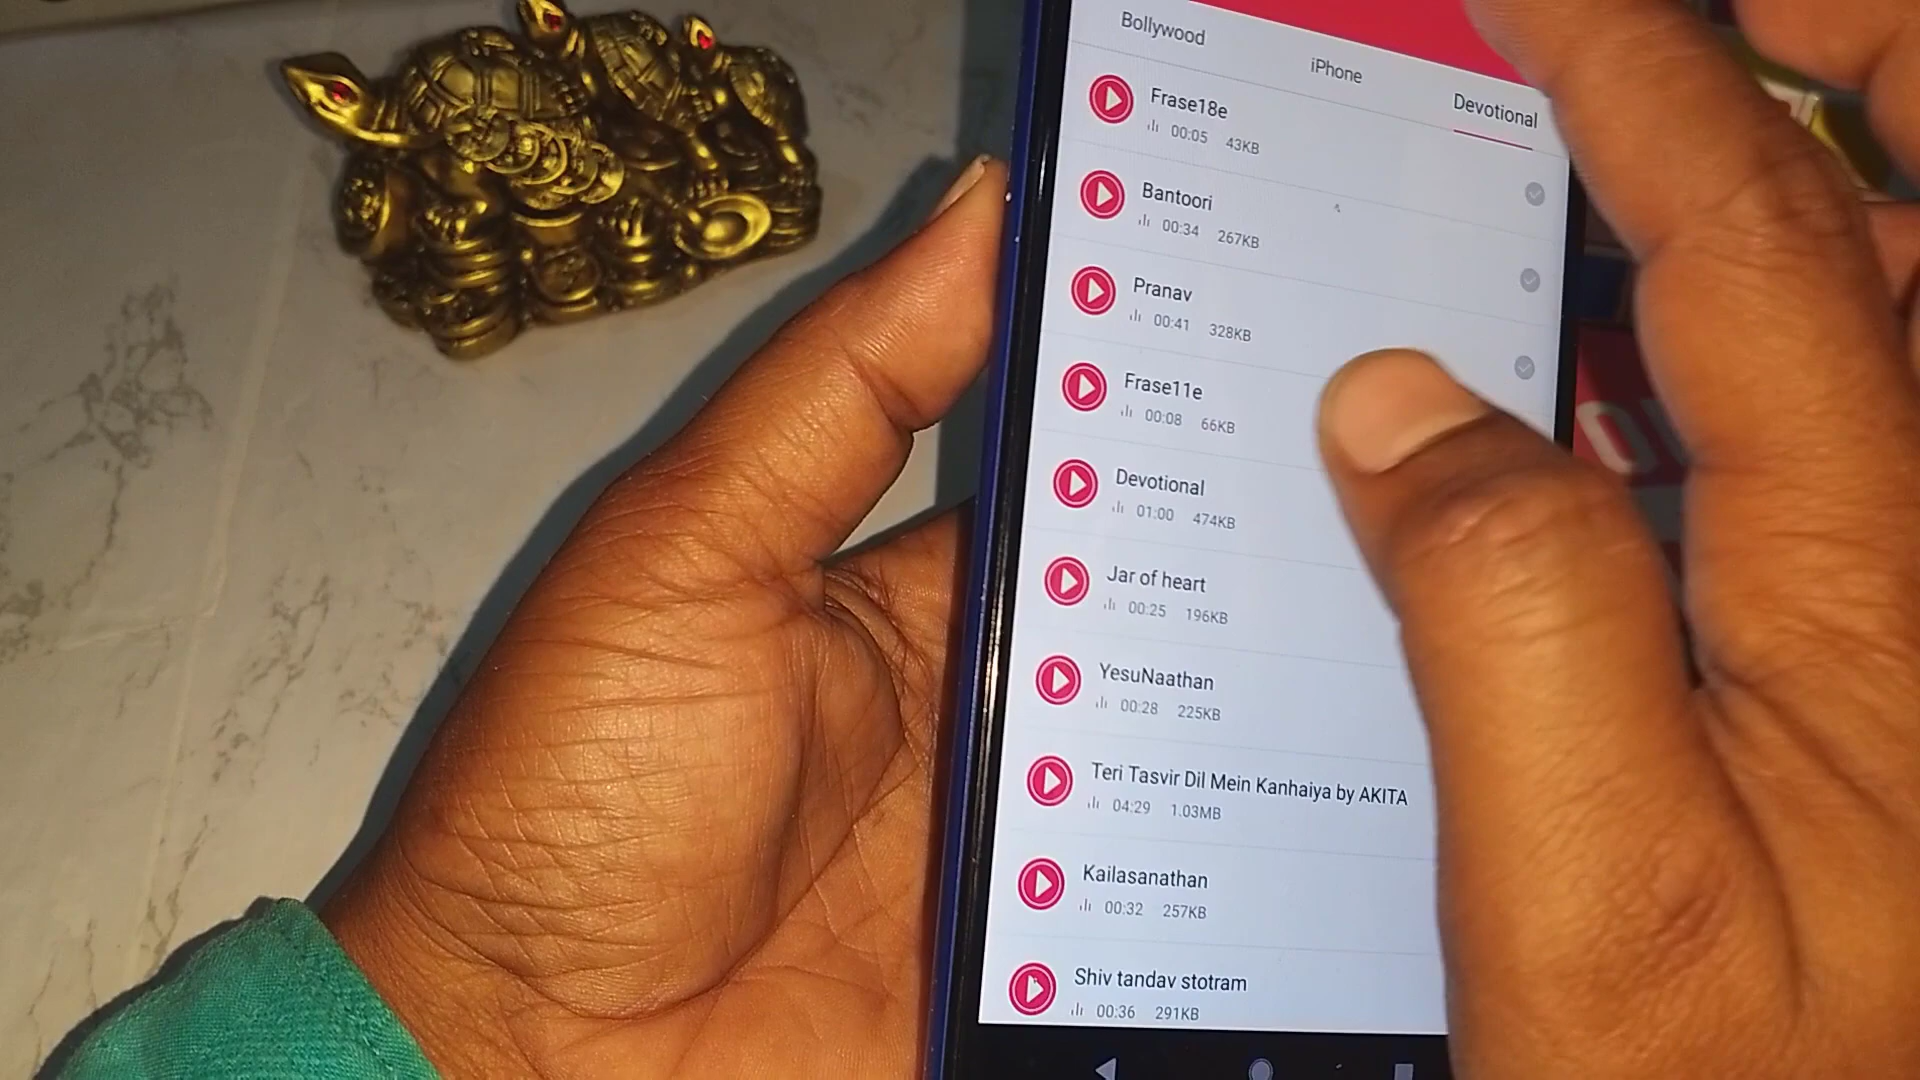 Bollywood
iPhone
Devotional
Frase18e
00:05 43KB
Bantoori
00:34 267KB
Pranav
00:41 328KB
Frase11e
00:08 66KB
Devotional
01:00 474KB
Jar of heart
00:25 196KB
YesuNaathan
00:28 225KB
Teri Tasvir Dil Mein Kanhaiya by AKITA
04:29 1.03MB
Kailasanathan
00:32 257KB
Shiv tandav stotram
00:36 291KB